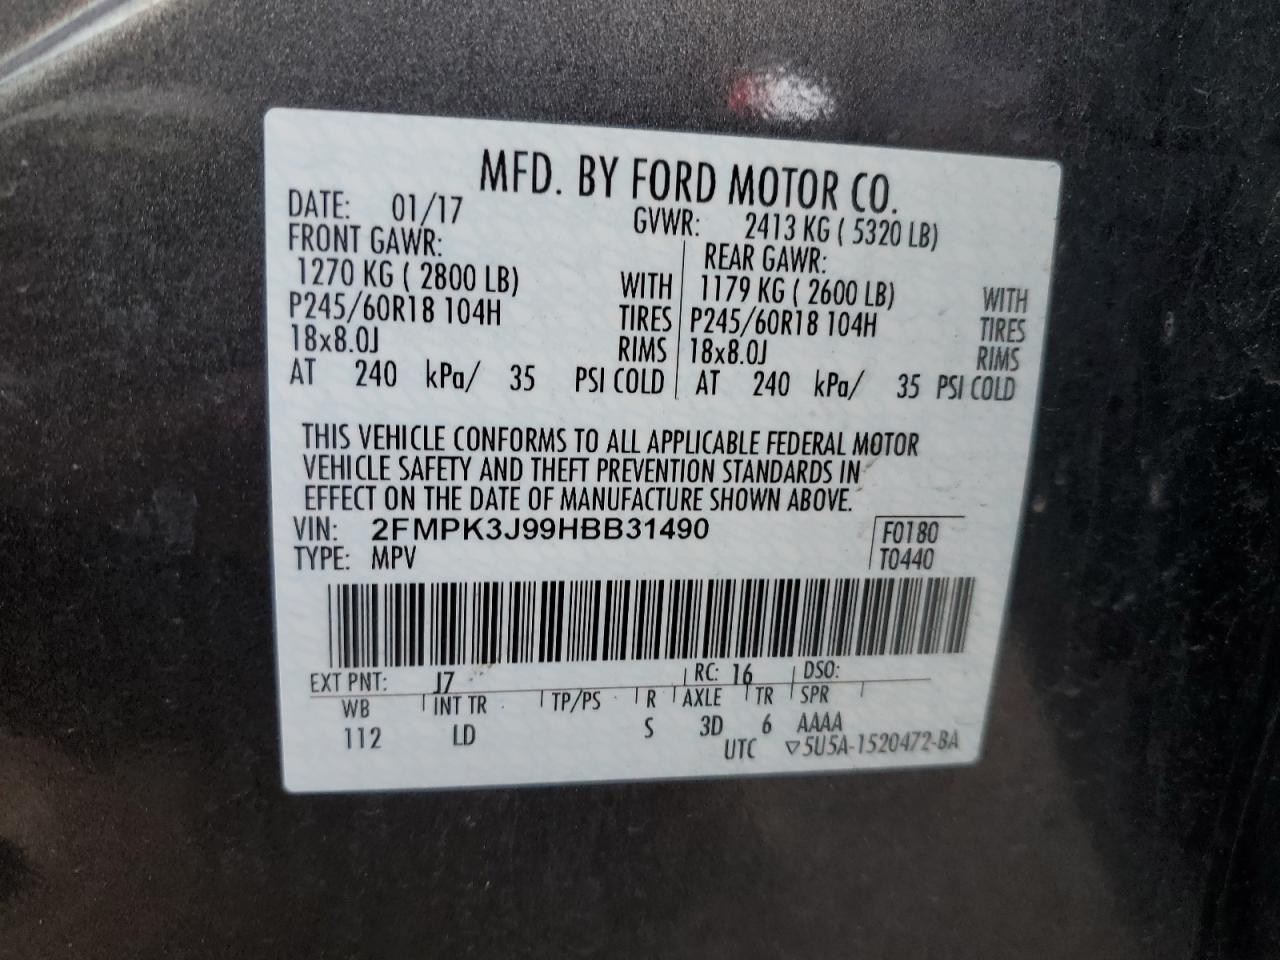 MFD. BY FORD MOTOR CO.
DATE: 01/17 GVWR: 2413 KG ( 5320 LB)
FRONT GAWR: REAR GAWR:
1270 KG ( 2800 LB) WITH 1179 KG ( 2600 LB) WITH
P245/60R18 104H TIRES P245/60R18 104H TIRES
18x8.0J RIMS 18x8.0J RIMS
AT 240 kPa/ 35 PSI COLD AT 240 kPa/ 35 PSI COLD
THIS VEHICLE CONFORMS TO ALL APPLICABLE FEDERAL MOTOR
VEHICLE SAFETY AND THEFT PREVENTION STANDARDS IN
EFFECT ON THE DATE OF MANUFACTURE SHOWN ABOVE.
VIN: 2FMPK3J99HBB31490 F0180
TYPE: MPV T0440
EXT PNT: J7 RC: 16 DSO:
WB INT TR TP/PS R AXLE TR SPR
112 LD S 3D 6 AAAA
UTC ▽5U5A-1520472-BA